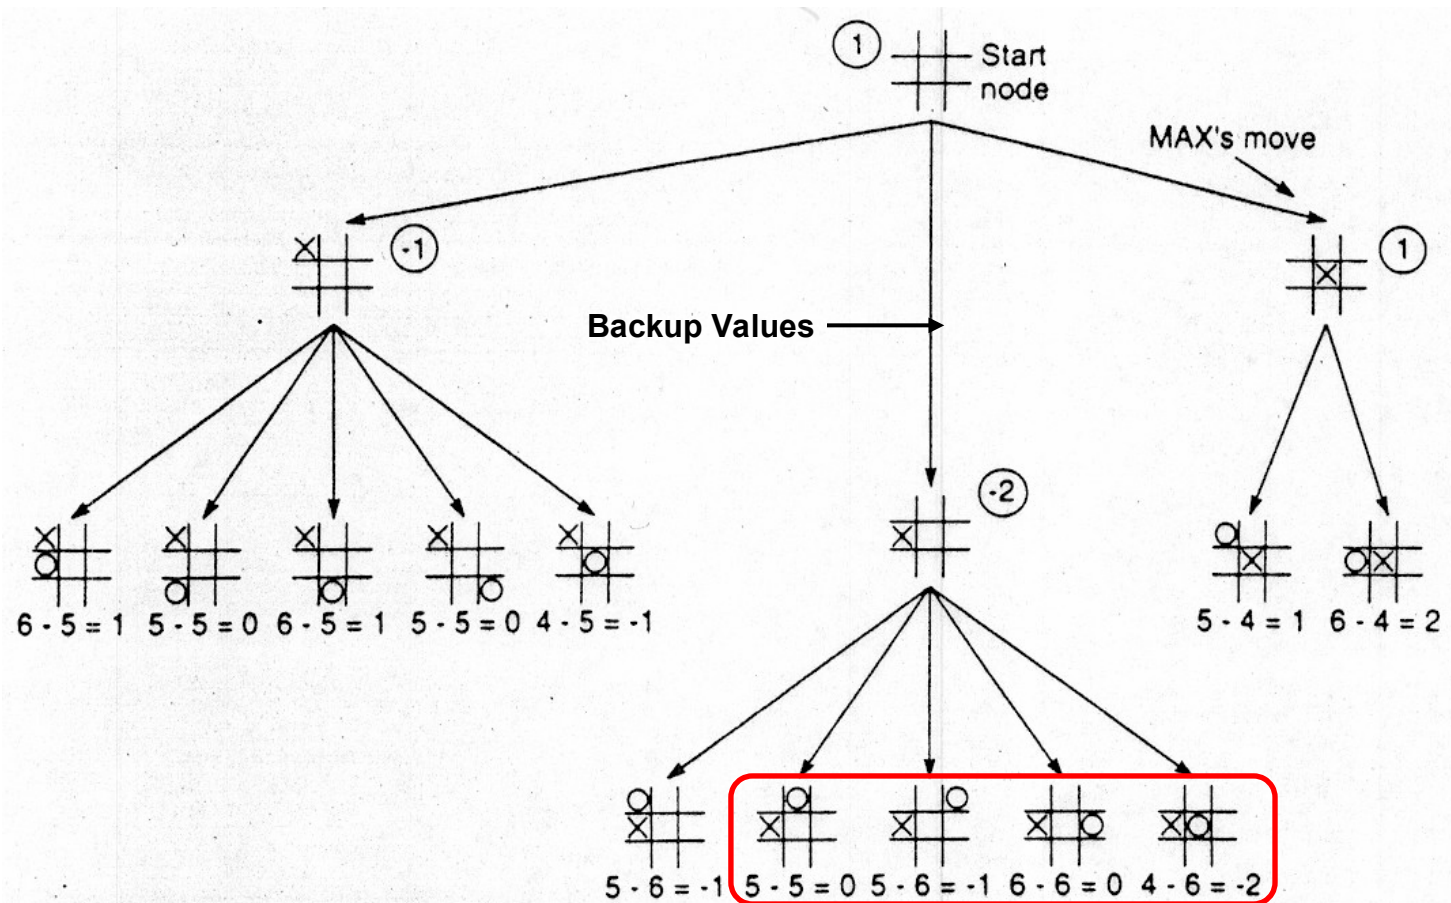 1
Start
node
MAX's move
X
-1
X
1
Backup Values
-2
X
X
O
X
O
X
O
X
O
X
O
O
X
O X
6 - 5 = 1 5 - 5 = 0 6 - 5 = 1 5 - 5 = 0 4 - 5 = -1
5 - 4 = 1 6 - 4 = 2
O
X
O
X
O
X
X O
X O
5 - 6 = -1 5 - 5 = 0 5 - 6 = -1 6 - 6 = 0 4 - 6 = -2